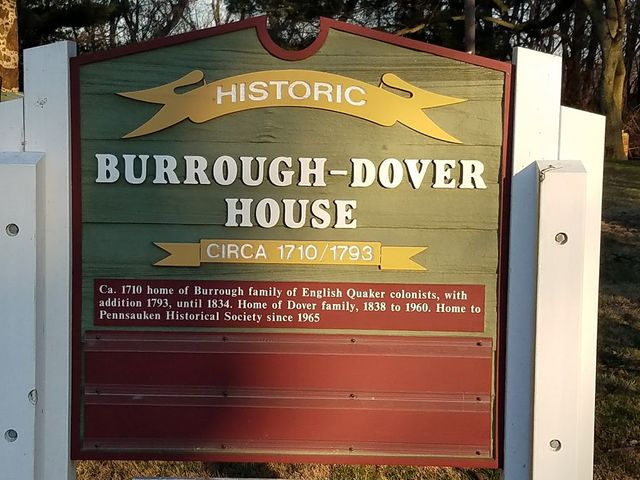 HISTORIC
BURROUGH-DOVER
HOUSE
CIRCA 1710/1793
Ca. 1710 home of Burrough family of English Quaker colonists, with
addition 1793, until 1834. Home of Dover family, 1838 to 1960. Home to
Pennsauken Historical Society since 1965